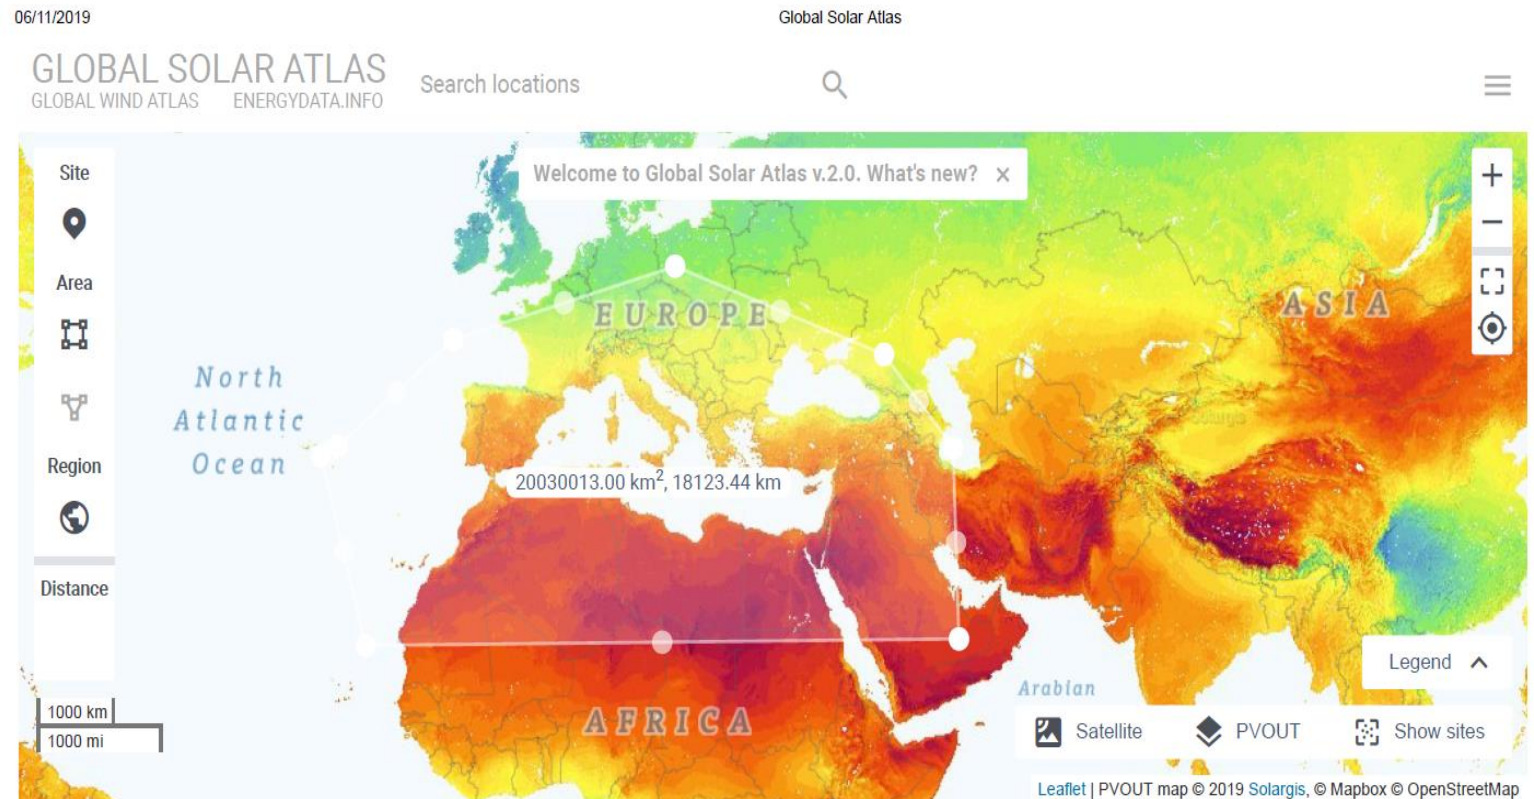 06/11/2019
Global Solar Atlas
GLOBAL SOLAR ATLAS
GLOBAL WIND ATLAS ENERGYDATA.INFO
Search locations
Welcome to Global Solar Atlas v.2.0. What's new? ×
Site
Area
Region
Distance
EUROPE
ASIA
North
Atlantic
Ocean
20030013.00 km², 18123.44 km
Solargis
AFRICA
Arabian
Legend
Satellite
PVOUT
Show sites
1000 km
1000 mi
Leaflet | PVOUT map © 2019 Solargis, © Mapbox © OpenStreetMap